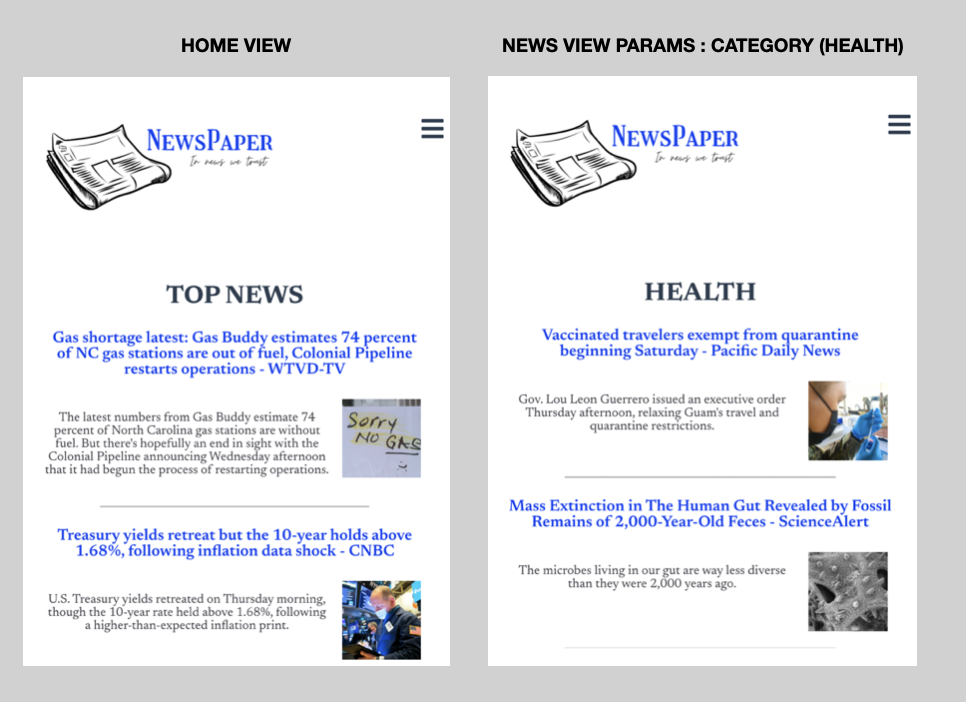 HOME VIEW
NEWS VIEW PARAMS : CATEGORY (HEALTH)
NEWSPAPER
In news we trust
TOP NEWS
Gas shortage latest: Gas Buddy estimates 74 percent
of NC gas stations are out of fuel, Colonial Pipeline
restarts operations - WTVD-TV
The latest numbers from Gas Buddy estimate 74
percent of North Carolina gas stations are without
fuel. But there's hopefully an end in sight with the
Colonial Pipeline announcing Wednesday afternoon
that it had begun the process of restarting operations.
Sorry
NO GAS
Treasury yields retreat but the 10-year holds above
1.68%, following inflation data shock - CNBC
U.S. Treasury yields retreated on Thursday morning,
though the 10-year rate held above 1.68%, following
a higher-than-expected inflation print.
NEWSPAPER
In news we trust
HEALTH
Vaccinated travelers exempt from quarantine
beginning Saturday - Pacific Daily News
Gov. Lou Leon Guerrero issued an executive order
Thursday afternoon, relaxing Guam's travel and
quarantine restrictions.
Mass Extinction in The Human Gut Revealed by Fossil
Remains of 2,000-Year-Old Feces - ScienceAlert
The microbes living in our gut are way less diverse
than they were 2,000 years ago.